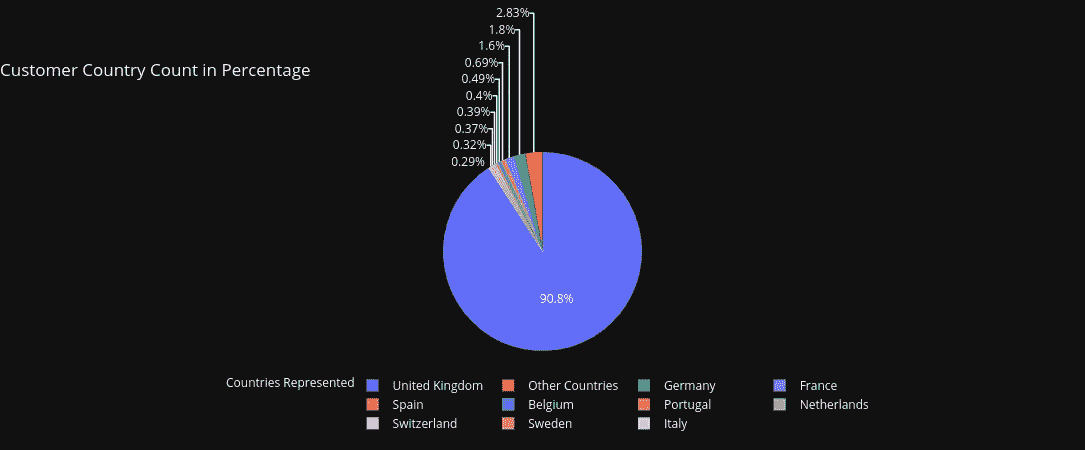 2.83%
1.8%
1.6%
Customer Country Count in Percentage
0.69%
0.49%
0.4%
0.39%
0.37%
0.32%
0.29%
90.8%
Countries Represented
United Kingdom Other Countries Germany France
Spain Belgium Portugal Netherlands
Switzerland Sweden Italy